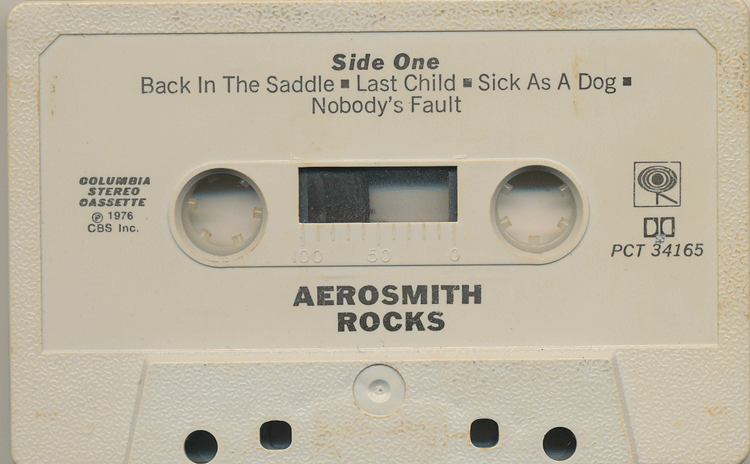 Side One
Back In The Saddle ■ Last Child ■ Sick As A Dog ■
Nobody's Fault
COLUMBIA
STEREO
CASSETTE
℗ 1976
CBS Inc.
PCT 34165
100 50 0
AEROSMITH
ROCKS